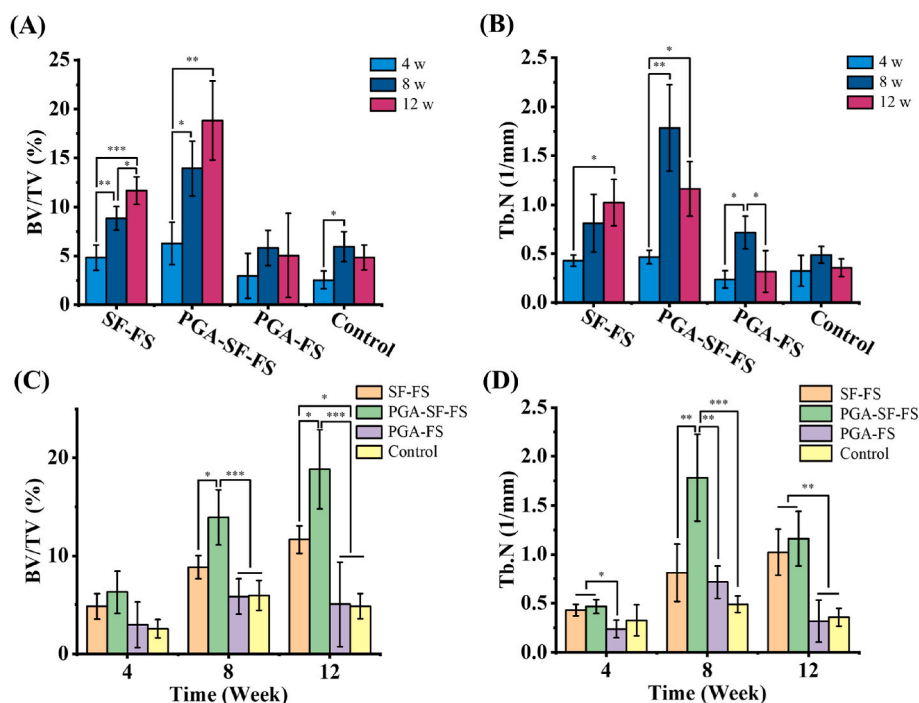 (A)
BV/TV (%)
25
20
15
10
5
0
**
*
***
**
*
*
4 w
8 w
12 w
SF-FS
PGA-SF-FS
PGA-FS
Control
(B)
Tb.N (1/mm)
2.5
2.0
1.5
1.0
0.5
0.0
*
**
*
*
*
4 w
8 w
12 w
SF-FS
PGA-SF-FS
PGA-FS
Control
(C)
BV/TV (%)
20
10
0
SF-FS
PGA-SF-FS
PGA-FS
Control
*
***
*
*
***
4
8
12
Time (Week)
(D)
Tb.N (1/mm)
2.5
2.0
1.5
1.0
0.5
0.0
SF-FS
PGA-SF-FS
PGA-FS
Control
*
**
**
***
**
4
8
12
Time (Week)